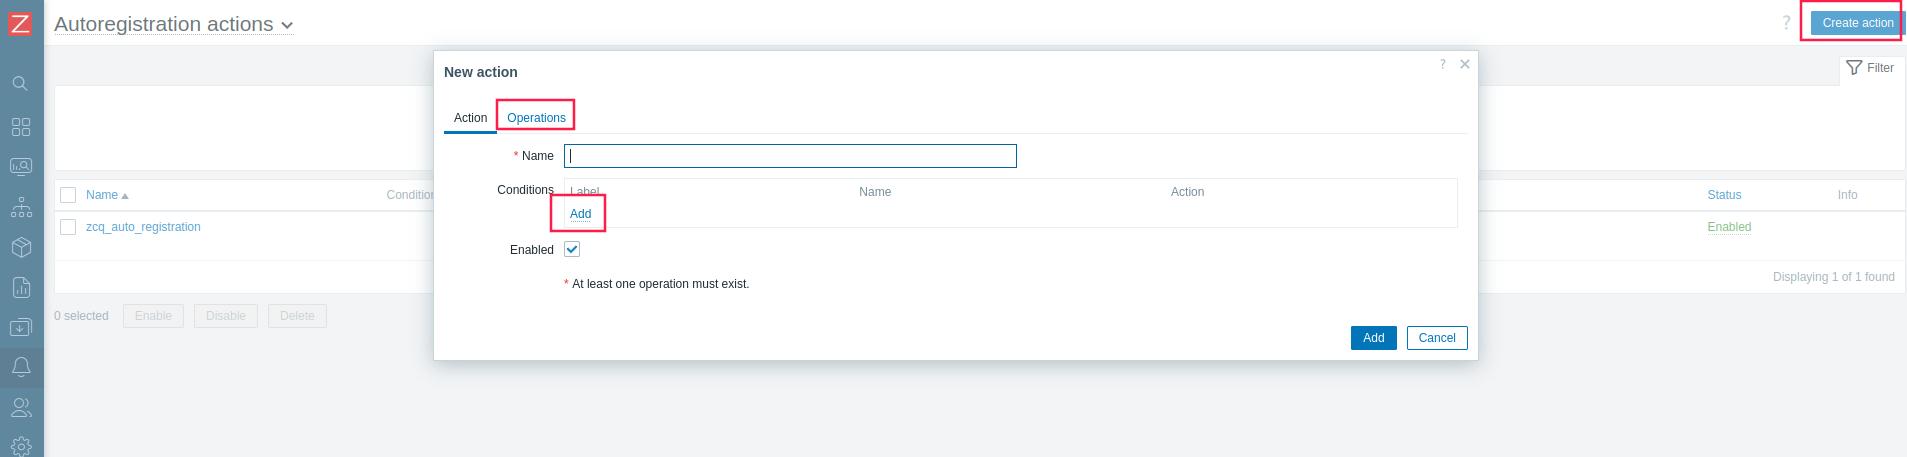 Z
Autoregistration actions
?
Create action
New action
?
Filter
Action
Operations
* Name
Conditions
Label
Name
Action
Add
Enabled
* At least one operation must exist.
Add
Cancel
Name
Condition
Status
Info
zcq_auto_registration
Enabled
Displaying 1 of 1 found
0 selected
Enable
Disable
Delete